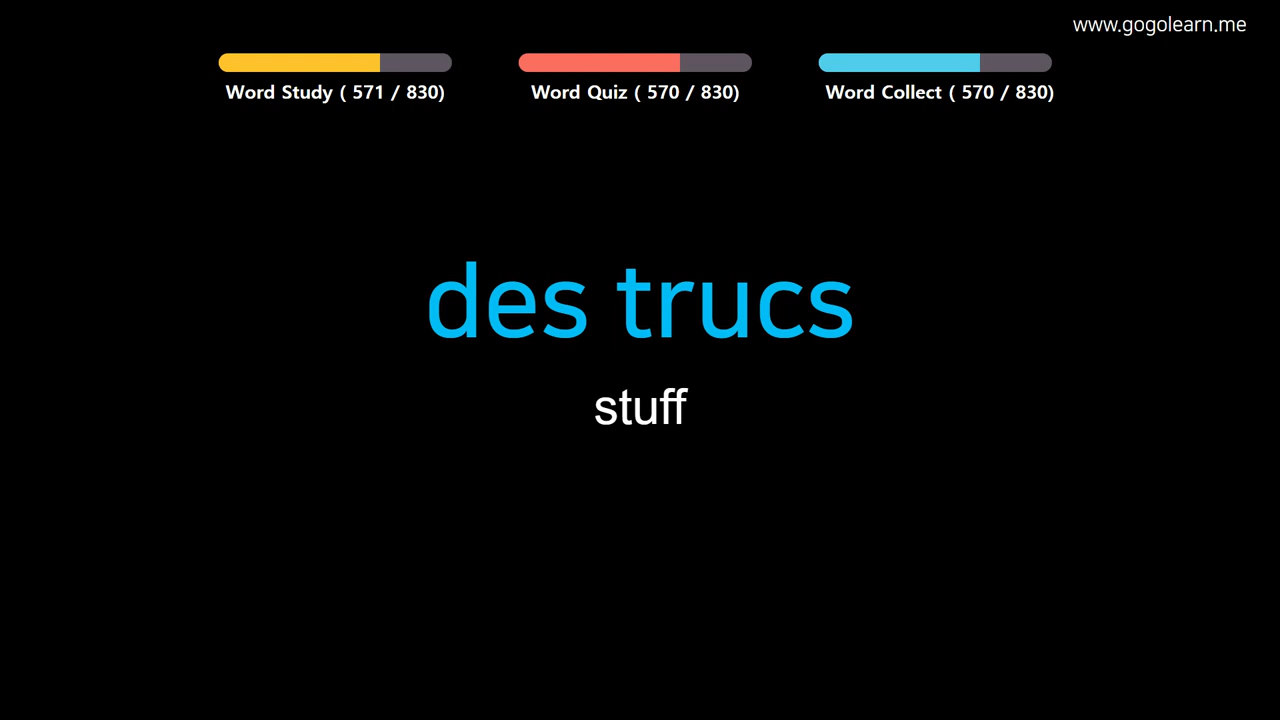 www.gogolearn.me
Word Study ( 571 / 830)
Word Quiz ( 570 / 830)
Word Collect ( 570 / 830)
des trucs
stuff